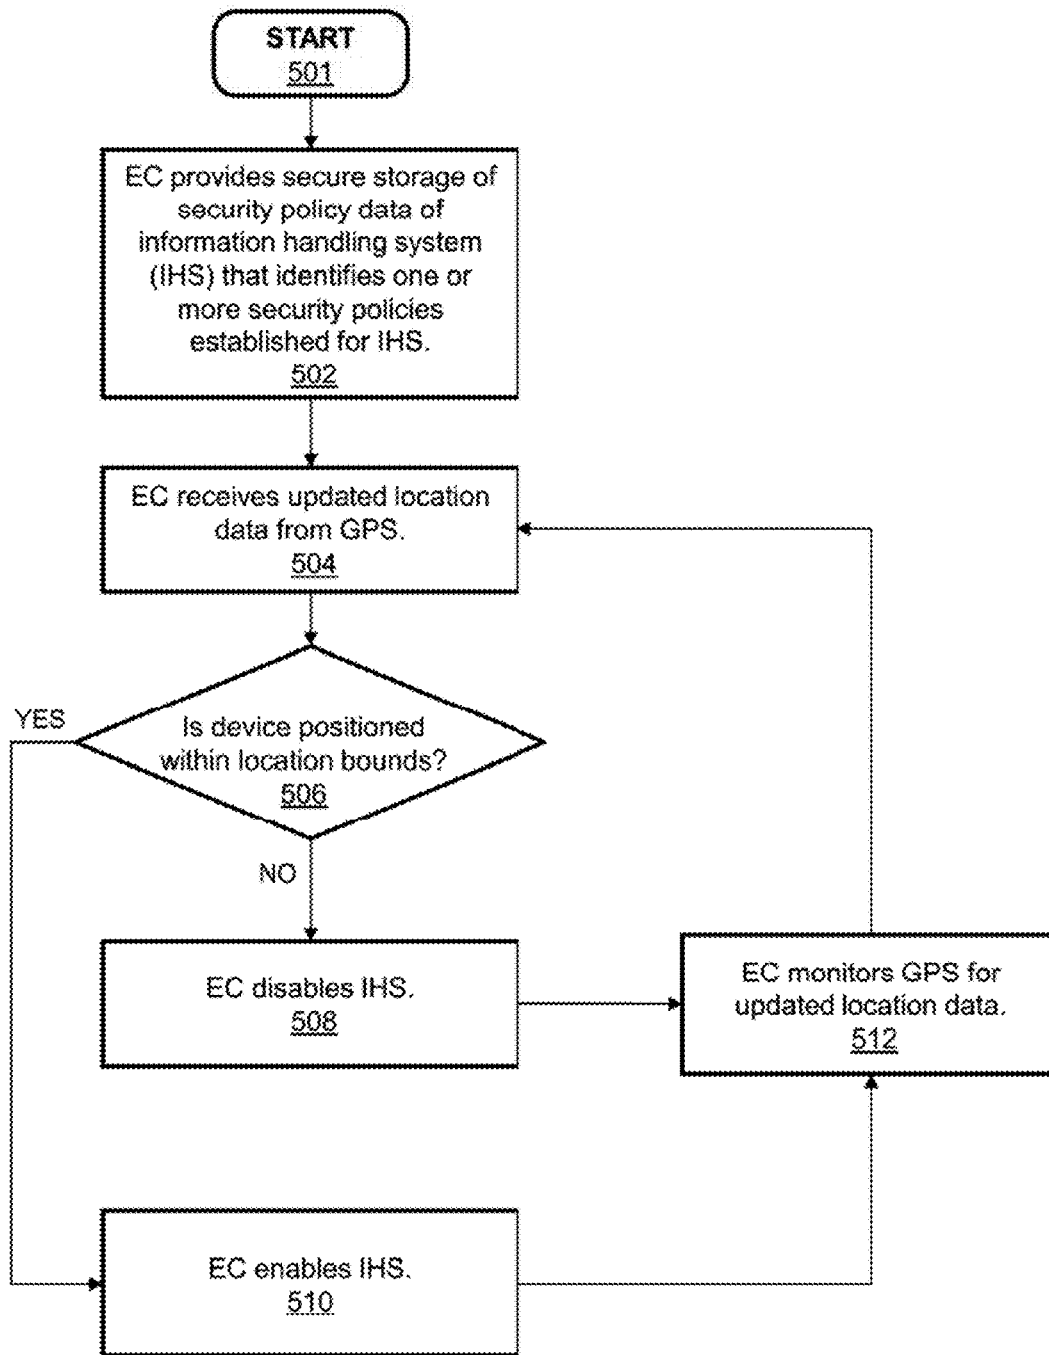 START
501
EC provides secure storage of
security policy data of
information handling system
(IHS) that identifies one or
more security policies
established for IHS.
502
EC receives updated location
data from GPS.
504
YES
Is device positioned
within location bounds?
506
NO
EC disables IHS.
508
EC monitors GPS for
updated location data.
512
EC enables IHS.
510